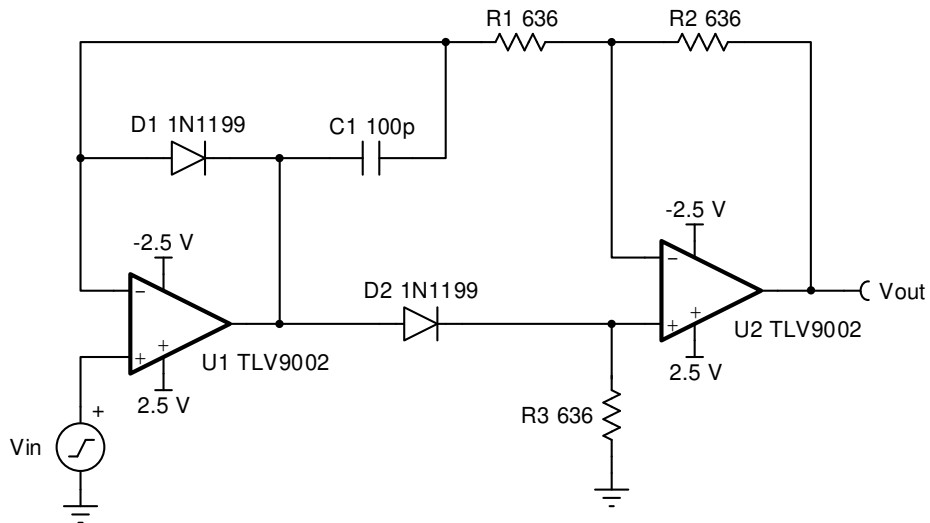 R1 636
R2 636
D1 1N1199
C1 100p
-2.5 V
-2.5 V
D2 1N1199
Vout
U1 TLV9002
U2 TLV9002
2.5 V
2.5 V
R3 636
+
Vin